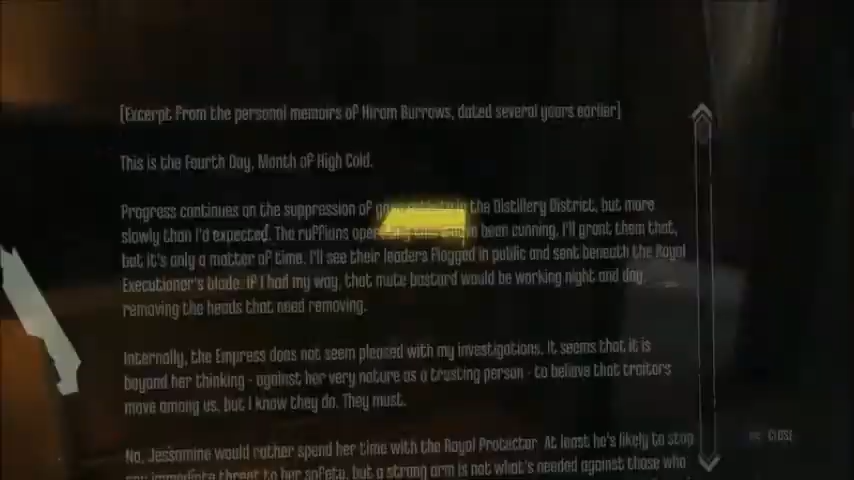 [Excerpt from the personal memoirs of Hiram Burrows, dated several years earlier]
This is the Fourth Day, Month of High Cold.
Progress continues on the suppression of in the Distillery District, but more
slowly than I'd expected. The ruffians been cunning, I'll grant them that,
but it's only a matter of time. I'll see their leaders flogged in public and sent beneath the Royal
Executioner's blade. If I had my way, that mute bastard would be working night and day
removing the heads that need removing.
Internally, the Empress does not seem pleased with my investigations. It seems that it is
beyond her thinking - against her very nature as a trusting person - to believe that traitors
move among us, but I know they do. They must.
No, Jessamine would rather spend her time with the Royal Protector. At least he's likely to stop
any immediate threat to her safety, but a strong arm is not what's needed against those who
CLOSE